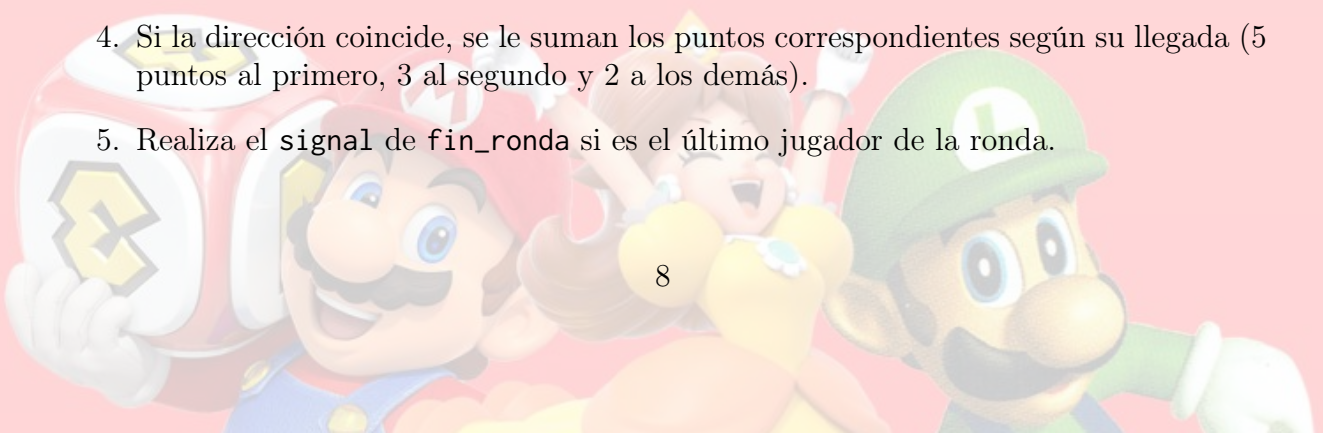 4. Si la dirección coincide, se le suman los puntos correspondientes según su llegada (5
puntos al primero, 3 al segundo y 2 a los demás).
5. Realiza el signal de fin_ronda si es el último jugador de la ronda.
8